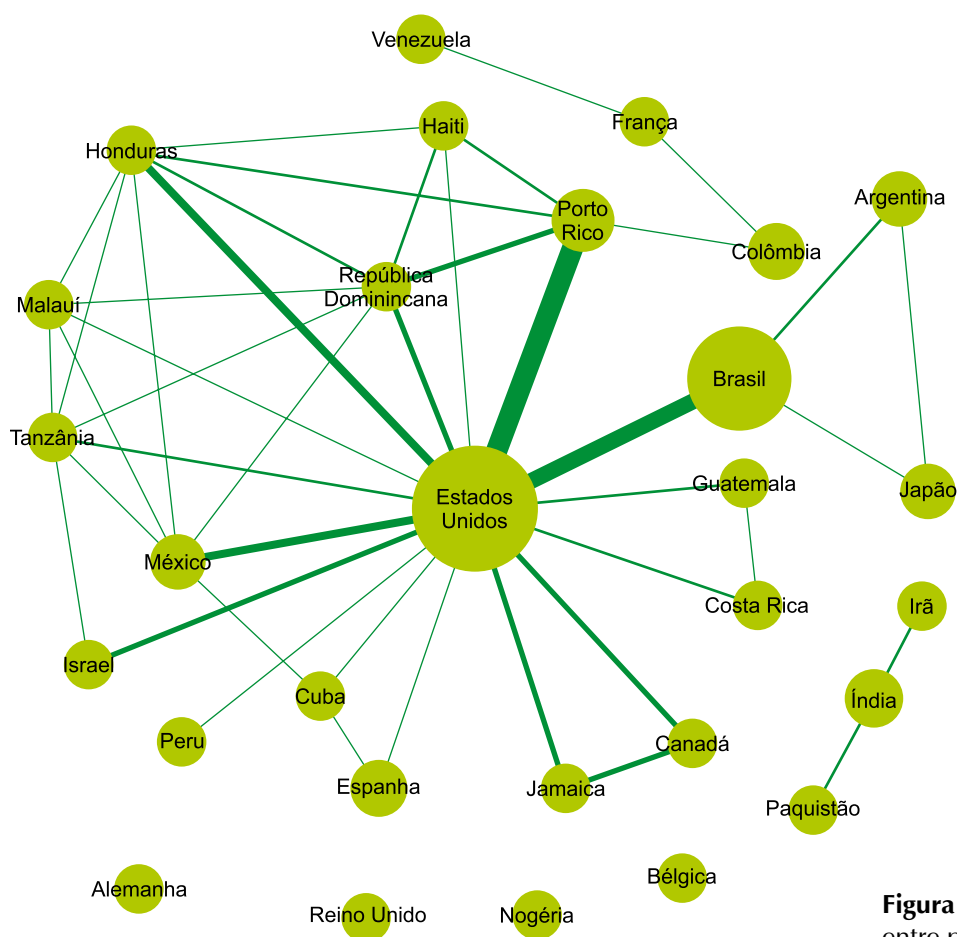 Venezuela
Haiti
França
Honduras
Argentina
Porto
Rico
Colômbia
República
Dominincana
Malauí
Brasil
Tanzânia
Guatemala
Japão
Estados
Unidos
México
Costa Rica
Irã
Israel
Cuba
Índia
Peru
Canadá
Espanha
Jamaica
Paquistão
Bélgica
Alemanha
Reino Unido
Nogéria
Figura